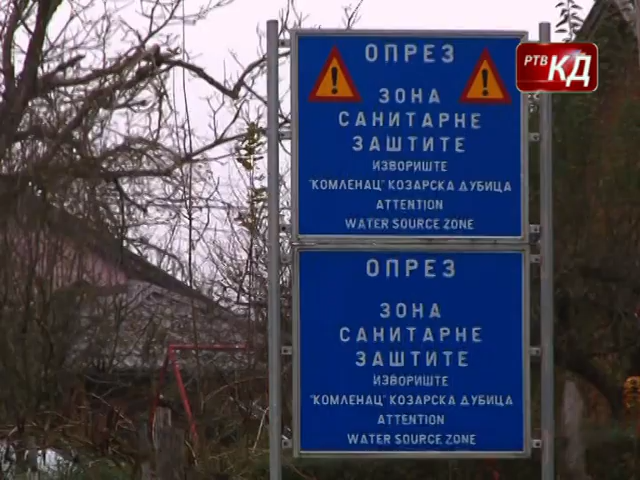 РТВ КД
ОПРЕЗ
ЗОНА
САНИТАРНЕ
ЗАШТИТЕ
ИЗВОРИШТЕ
"КОМЛЕНАЦ" КОЗАРСКА ДУБИЦА
ATTENTION
WATER SOURCE ZONE
ОПРЕЗ
ЗОНА
САНИТАРНЕ
ЗАШТИТЕ
ИЗВОРИШТЕ
"КОМЛЕНАЦ" КОЗАРСКА ДУБИЦА
ATTENTION
WATER SOURCE ZONE